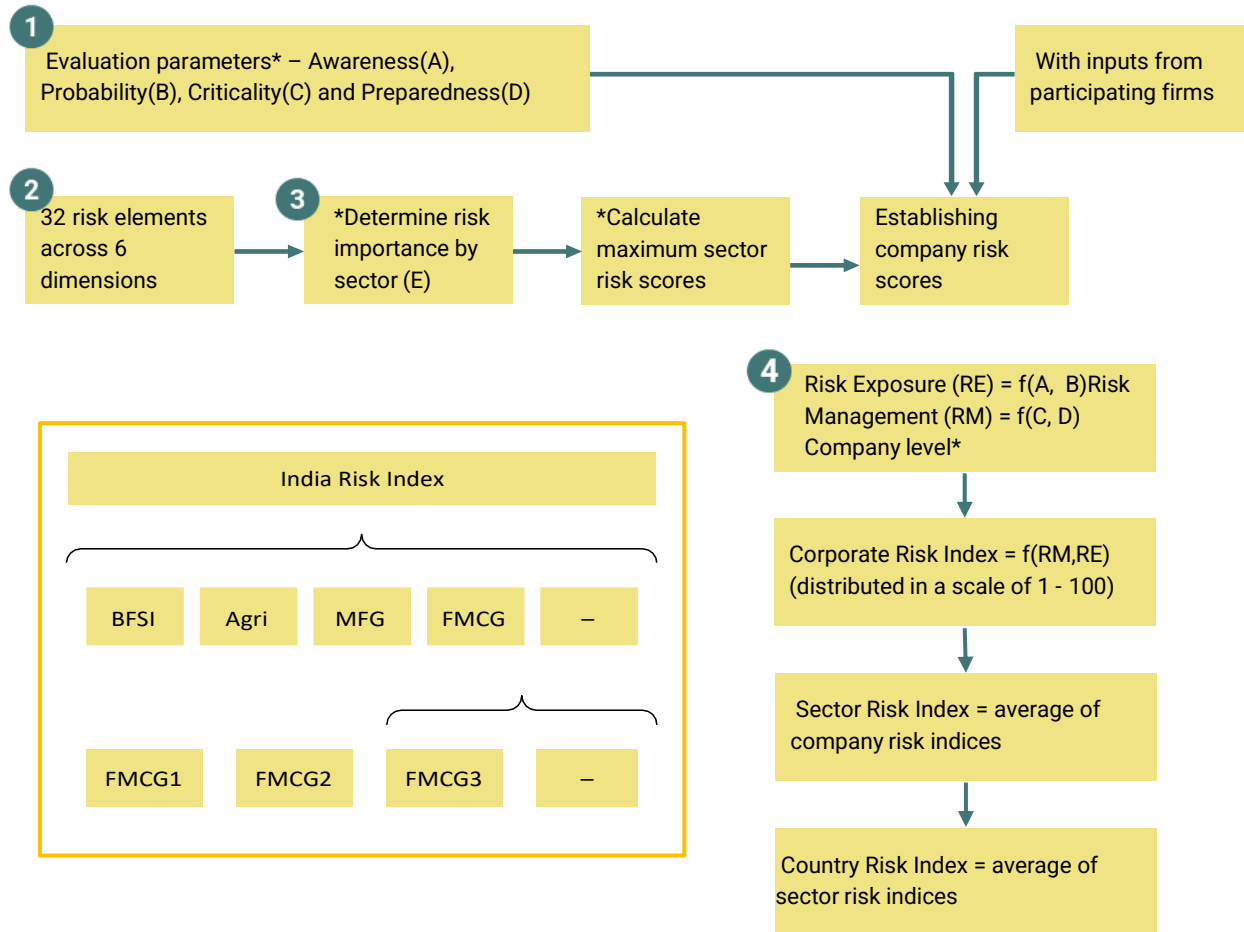 1
Evaluation parameters* – Awareness(A),
Probability(B), Criticality(C) and Preparedness(D)
With inputs from
participating firms
2
32 risk elements
across 6
dimensions
3
*Determine risk
importance by
sector (E)
*Calculate
maximum sector
risk scores
Establishing
company risk
scores
4
Risk Exposure (RE) = f(A, B)Risk
Management (RM) = f(C, D)
Company level*
Corporate Risk Index = f(RM,RE)
(distributed in a scale of 1 - 100)
Sector Risk Index = average of
company risk indices
Country Risk Index = average of
sector risk indices
India Risk Index
BFSI
Agri
MFG
FMCG
–
FMCG1
FMCG2
FMCG3
–